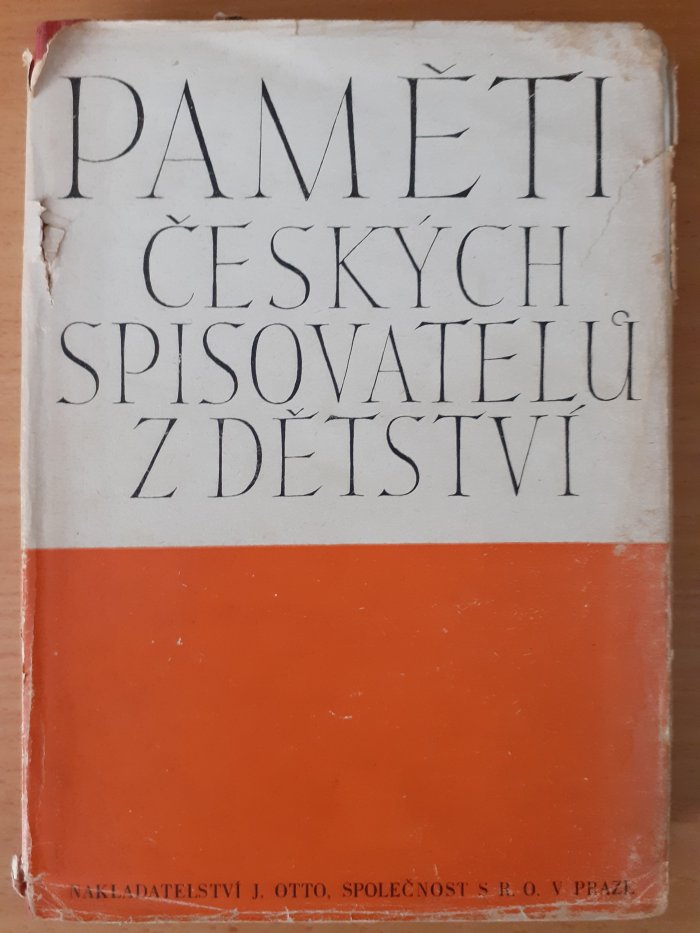 PAMĚTI
ČESKÝCH
SPISOVATELŮ
Z DĚTSTVÍ
NAKLADATELSTVÍ J. OTTO, SPOLEČNOST S R. O. V PRAZE